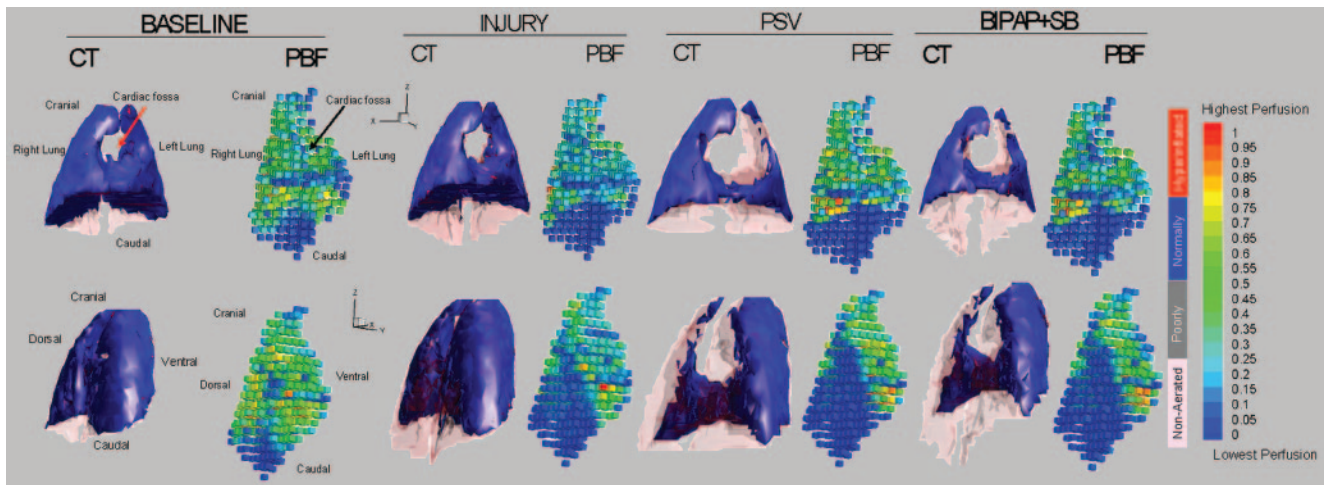 BASELINE INJURY PSV BIPAP+SB
CT PBF CT PBF CT PBF CT PBF
Cranial
Cardiac fossa
Right Lung
Left Lung
Caudal
Cranial
Cardiac fossa
Right Lung
Left Lung
Caudal
Z
X
Y
Cranial
Dorsal
Ventral
Caudal
Cranial
Dorsal
Ventral
Caudal
Z
X
Y
Normally
Poorly
Non-Aerated
Highest Perfusion
1
0.95
0.9
0.85
0.8
0.75
0.7
0.65
0.6
0.55
0.5
0.45
0.4
0.35
0.3
0.25
0.2
0.15
0.1
0.05
0
Lowest Perfusion